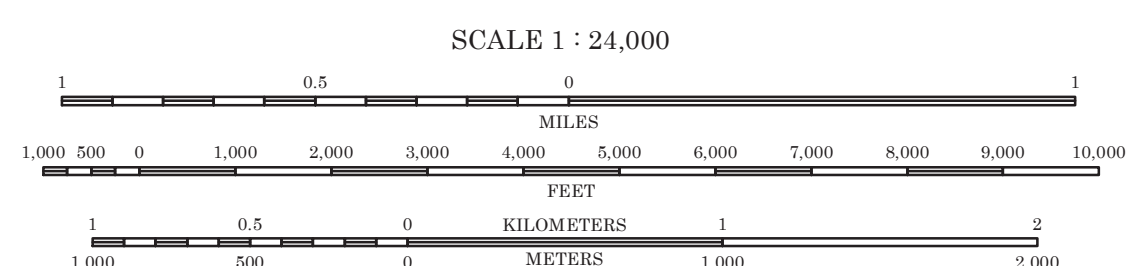 SCALE 1 : 24,000
1 0.5 0 1
MILES
1,000 500 0 1,000 2,000 3,000 4,000 5,000 6,000 7,000 8,000 9,000 10,000
FEET
1 0.5 0 KILOMETERS 1 2
1,000 500 0 METERS 1,000 2,000